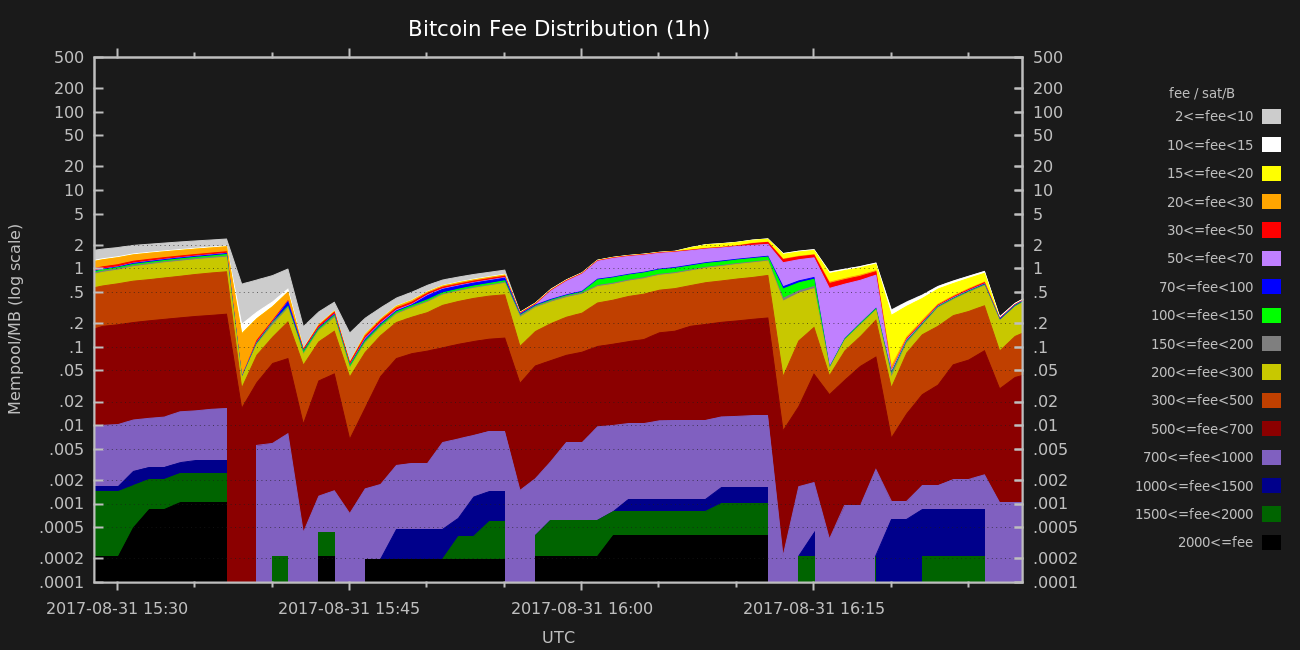 Bitcoin Fee Distribution (1h)
500 500
200 200
100 100
50 50
20 20
10 10
5 5
2 2
1 1
.5 .5
.2 .2
.1 .1
.05 .05
.02 .02
.01 .01
.005 .005
.002 .002
.001 .001
.0005 .0005
.0002 .0002
.0001 .0001
Mempool/MB (log scale)
2017-08-31 15:30 2017-08-31 15:45 2017-08-31 16:00 2017-08-31 16:15
UTC
fee / sat/B
2<=fee<10
10<=fee<15
15<=fee<20
20<=fee<30
30<=fee<50
50<=fee<70
70<=fee<100
100<=fee<150
150<=fee<200
200<=fee<300
300<=fee<500
500<=fee<700
700<=fee<1000
1000<=fee<1500
1500<=fee<2000
2000<=fee